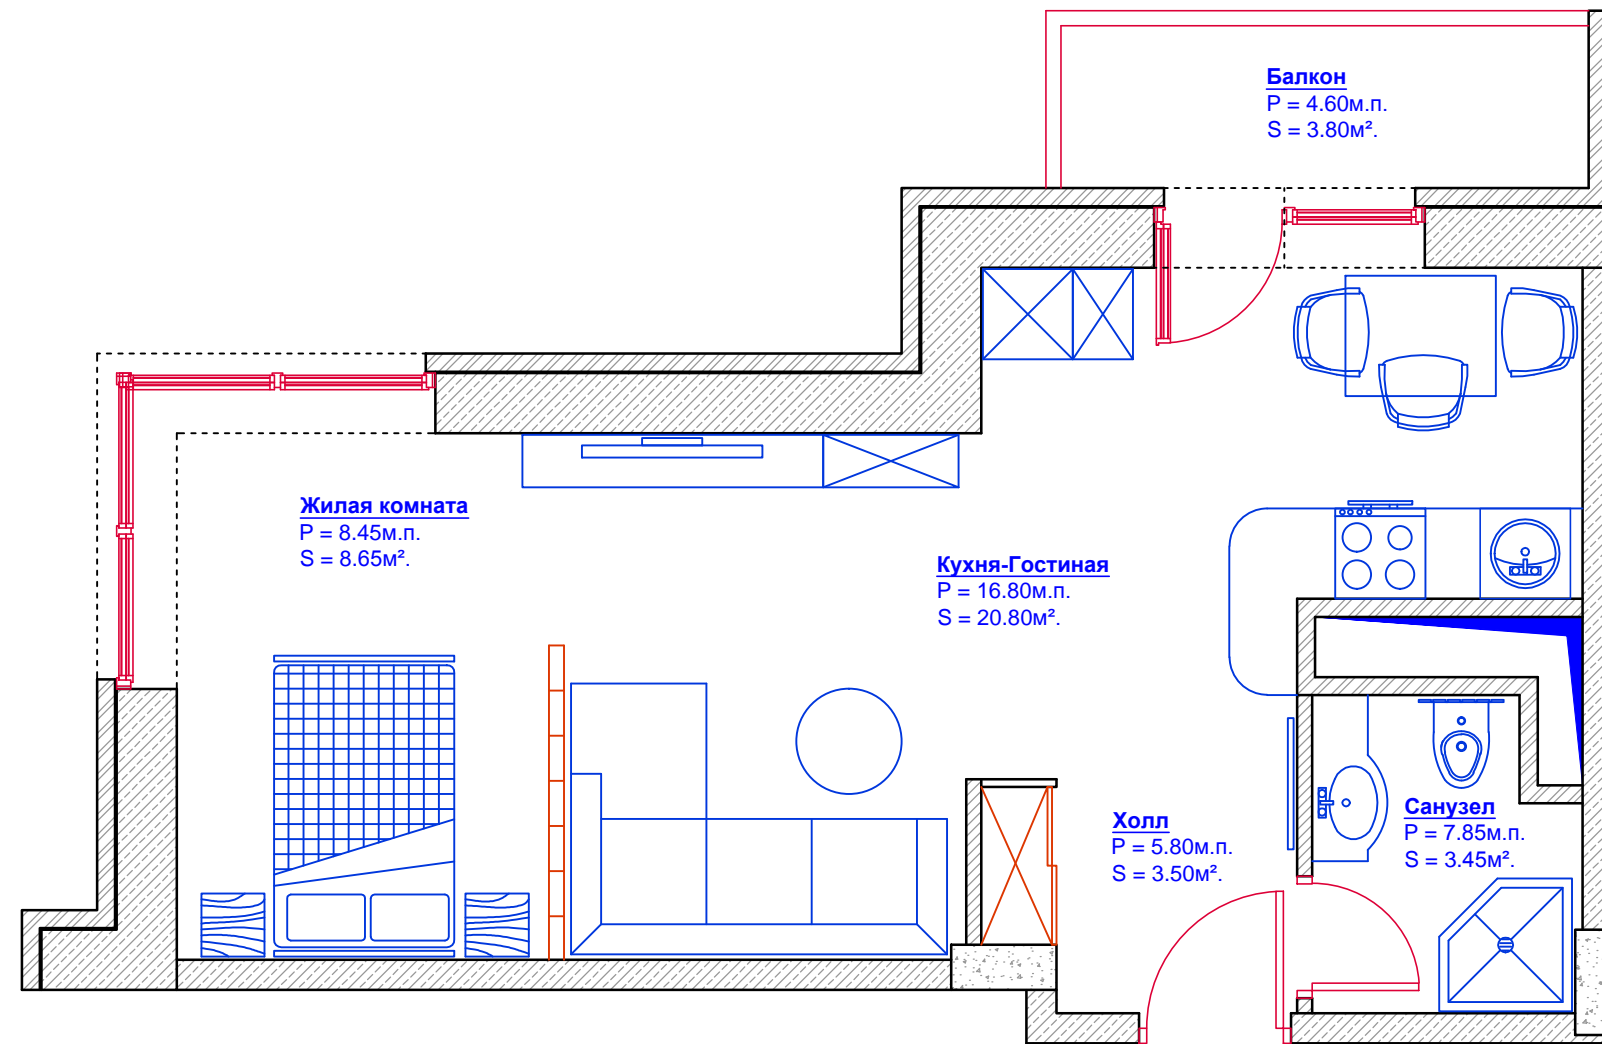 Балкон
P = 4.60м.п.
S = 3.80м².
Жилая комната
P = 8.45м.п.
S = 8.65м².
Кухня-Гостиная
P = 16.80м.п.
S = 20.80м².
Холл
P = 5.80м.п.
S = 3.50м².
Санузел
P = 7.85м.п.
S = 3.45м².